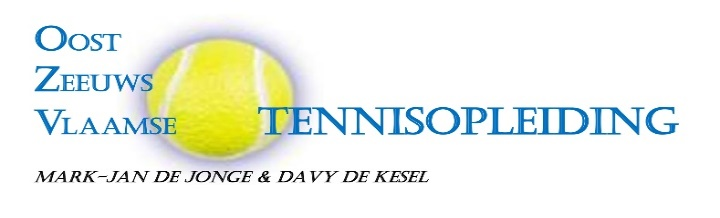 Oost
Zeeuws
Vlaamse TENNISOPLEIDING
MARK-JAN DE JONGE & DAVY DE KESEL